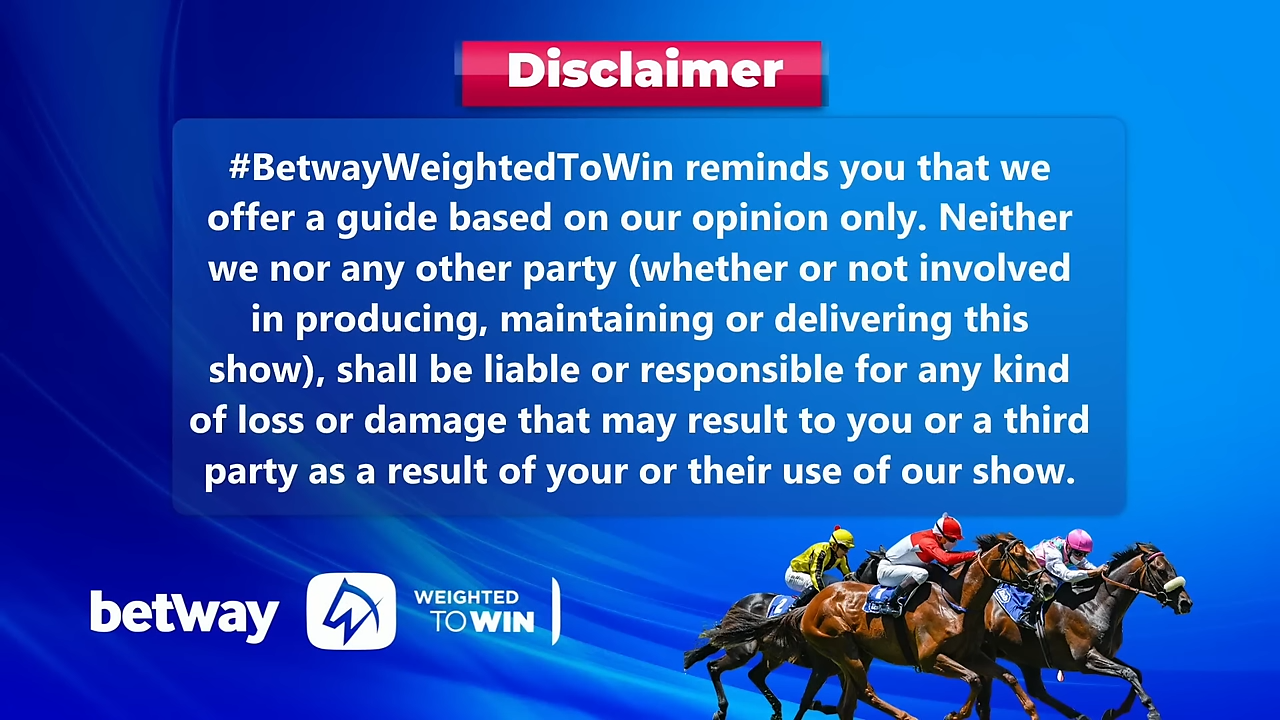 Disclaimer
#BetwayWeightedToWin reminds you that we
offer a guide based on our opinion only. Neither
we nor any other party (whether or not involved
in producing, maintaining or delivering this
show), shall be liable or responsible for any kind
of loss or damage that may result to you or a third
party as a result of your or their use of our show.
betway
WEIGHTED
TO WIN